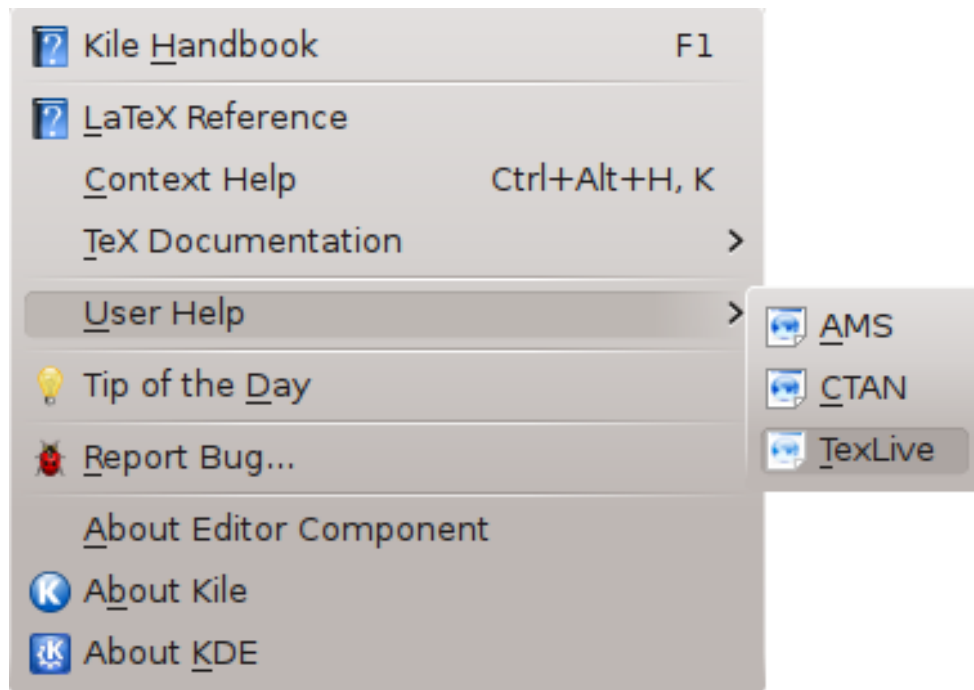 Kile Handbook F1
LaTeX Reference
Context Help Ctrl+Alt+H, K
TeX Documentation
User Help
AMS
CTAN
TexLive
Tip of the Day
Report Bug...
About Editor Component
About Kile
About KDE